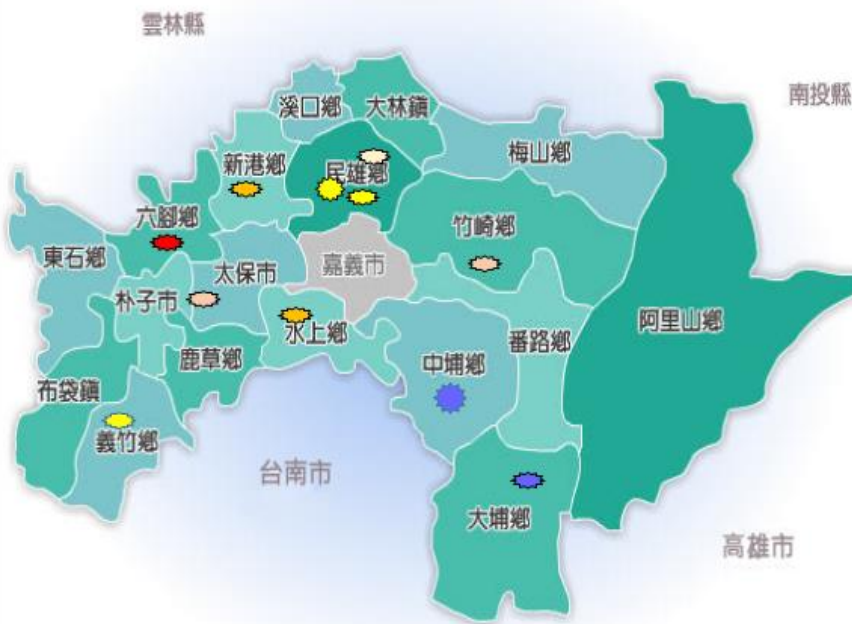 雲林縣
南投縣
溪口鄉
大林鎮
梅山鄉
新港鄉
民雄鄉
六腳鄉
竹崎鄉
東石鄉
太保市
嘉義市
朴子市
水上鄉
番路鄉
阿里山鄉
鹿草鄉
中埔鄉
布袋鎮
義竹鄉
台南市
大埔鄉
高雄市